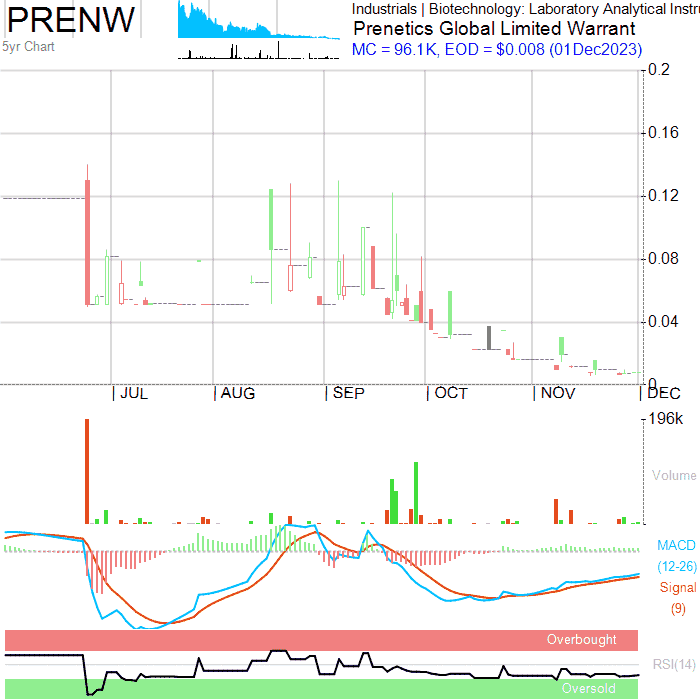 PRENW
5yr Chart
Industrials | Biotechnology: Laboratory Analytical Instru
Prenetics Global Limited Warrant
MC = 96.1K, EOD = $0.008 (01Dec2023)
0.2
0.16
0.12
0.08
0.04
0
JUL AUG SEP OCT NOV DEC
196k
Volume
MACD
(12-26)
Signal
(9)
Overbought
RSI(14)
Oversold